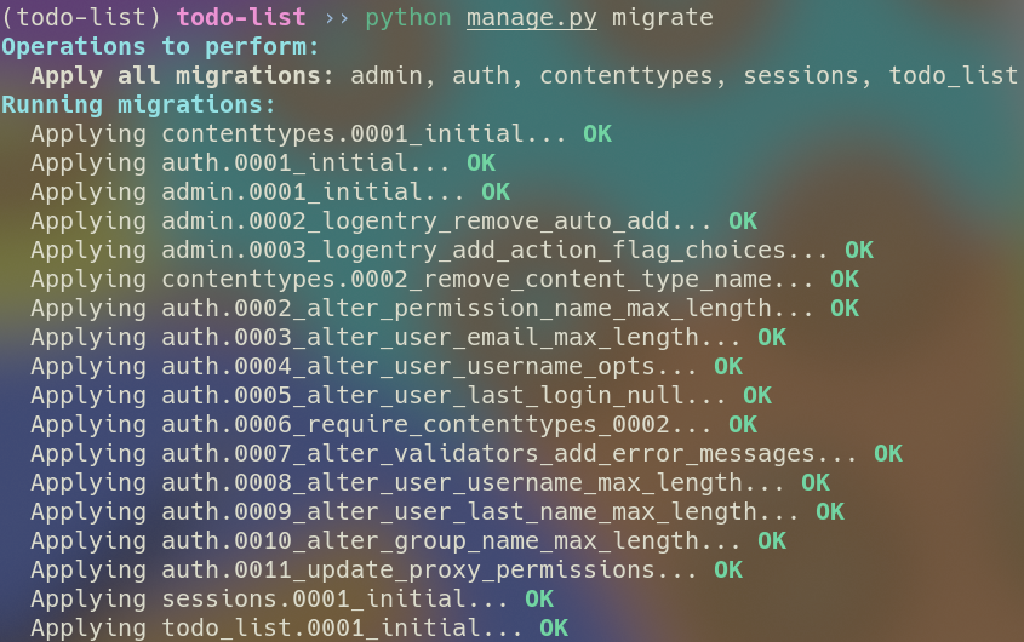 (todo-list) todo-list ›› python manage.py migrate
Operations to perform:
  Apply all migrations: admin, auth, contenttypes, sessions, todo_list
Running migrations:
  Applying contenttypes.0001_initial... OK
  Applying auth.0001_initial... OK
  Applying admin.0001_initial... OK
  Applying admin.0002_logentry_remove_auto_add... OK
  Applying admin.0003_logentry_add_action_flag_choices... OK
  Applying contenttypes.0002_remove_content_type_name... OK
  Applying auth.0002_alter_permission_name_max_length... OK
  Applying auth.0003_alter_user_email_max_length... OK
  Applying auth.0004_alter_user_username_opts... OK
  Applying auth.0005_alter_user_last_login_null... OK
  Applying auth.0006_require_contenttypes_0002... OK
  Applying auth.0007_alter_validators_add_error_messages... OK
  Applying auth.0008_alter_user_username_max_length... OK
  Applying auth.0009_alter_user_last_name_max_length... OK
  Applying auth.0010_alter_group_name_max_length... OK
  Applying auth.0011_update_proxy_permissions... OK
  Applying sessions.0001_initial... OK
  Applying todo_list.0001_initial... OK